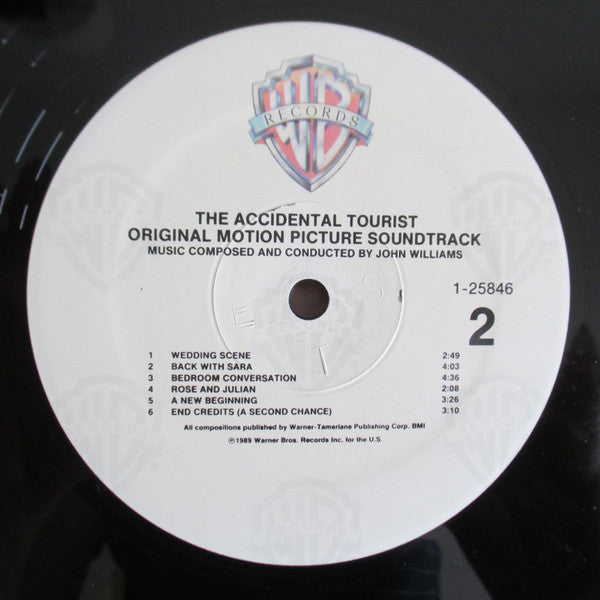 WB
RECORDS
THE ACCIDENTAL TOURIST
ORIGINAL MOTION PICTURE SOUNDTRACK
MUSIC COMPOSED AND CONDUCTED BY JOHN WILLIAMS
1-25846
2
1 WEDDING SCENE 2:49
2 BACK WITH SARA 4:03
3 BEDROOM CONVERSATION 4:36
4 ROSE AND JULIAN 2:08
5 A NEW BEGINNING 3:26
6 END CREDITS (A SECOND CHANCE) 3:10
All compositions published by Warner-Tamerlane Publishing Corp. BMI
℗1989 Warner Bros. Records Inc. for the U.S.
E T S